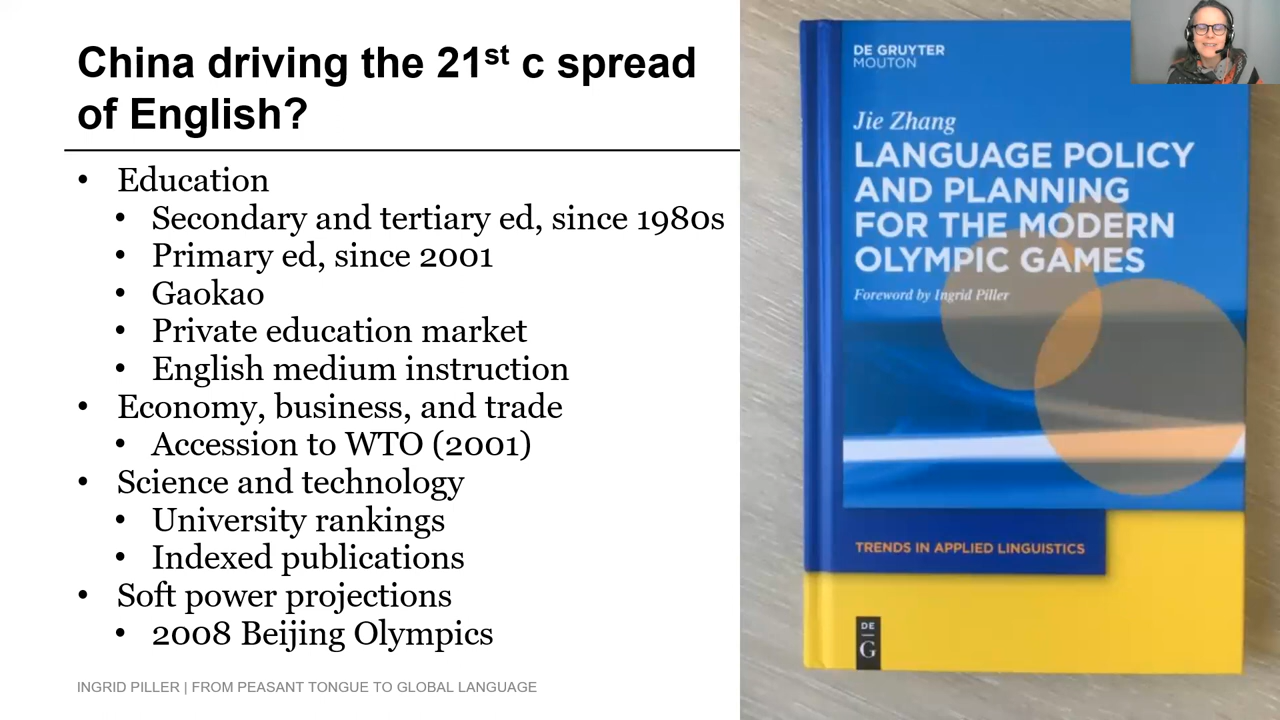 China driving the 21st c spread
of English?
• Education
• Secondary and tertiary ed, since 1980s
• Primary ed, since 2001
• Gaokao
• Private education market
• English medium instruction
• Economy, business, and trade
• Accession to WTO (2001)
• Science and technology
• University rankings
• Indexed publications
• Soft power projections
• 2008 Beijing Olympics
INGRID PILLER | FROM PEASANT TONGUE TO GLOBAL LANGUAGE
DE GRUYTER
MOUTON
Jie Zhang
LANGUAGE POLICY
AND PLANNING
FOR THE MODERN
OLYMPIC GAMES
Foreword by Ingrid Piller
TRENDS IN APPLIED LINGUISTICS
DE
G